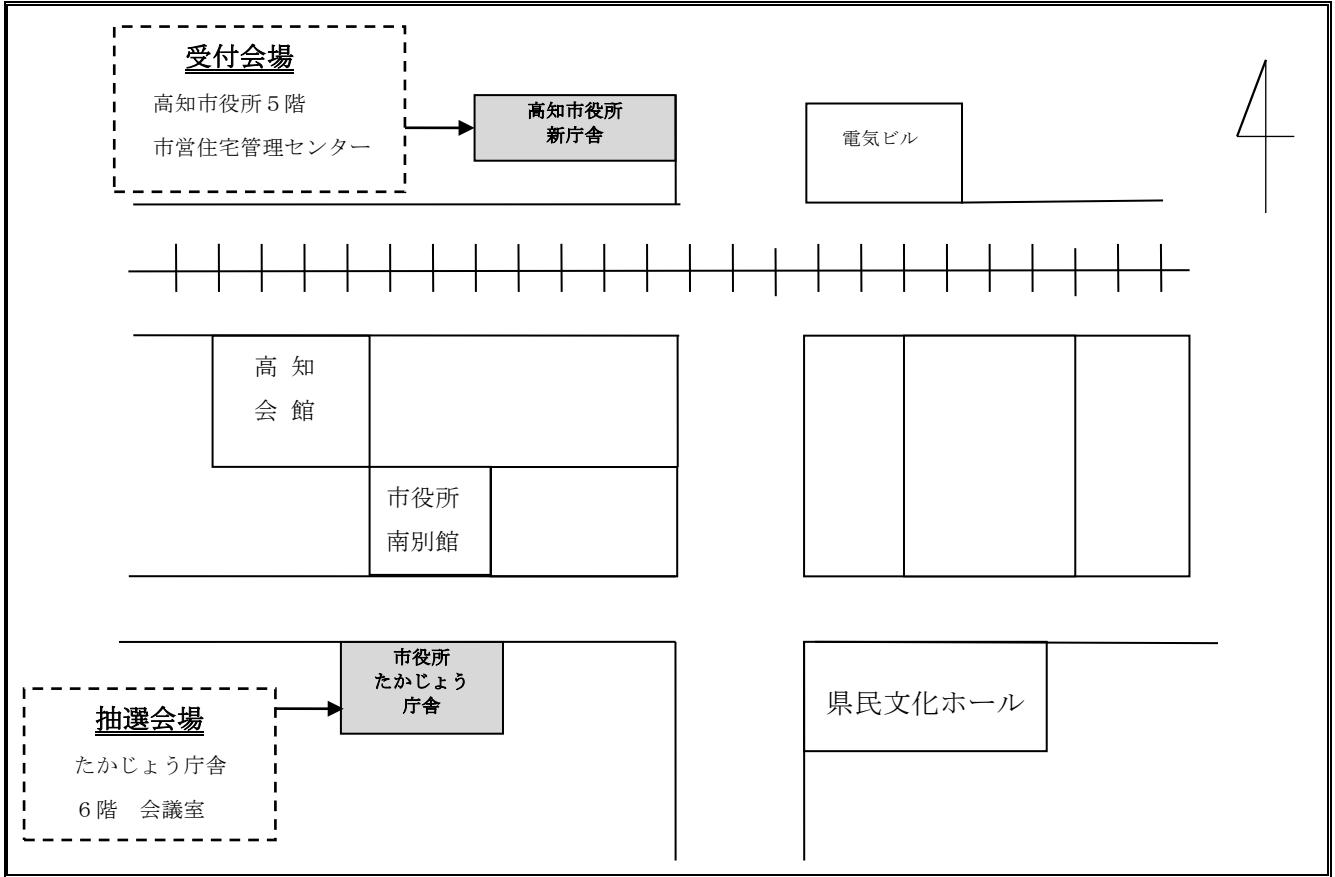 受付会場
高知市役所５階
市営住宅管理センター
高知市役所
新庁舎
電気ビル
高 知
会 館
市役所
南別館
市役所
たかじょう
庁舎
県民文化ホール
抽選会場
たかじょう庁舎
６階　会議室